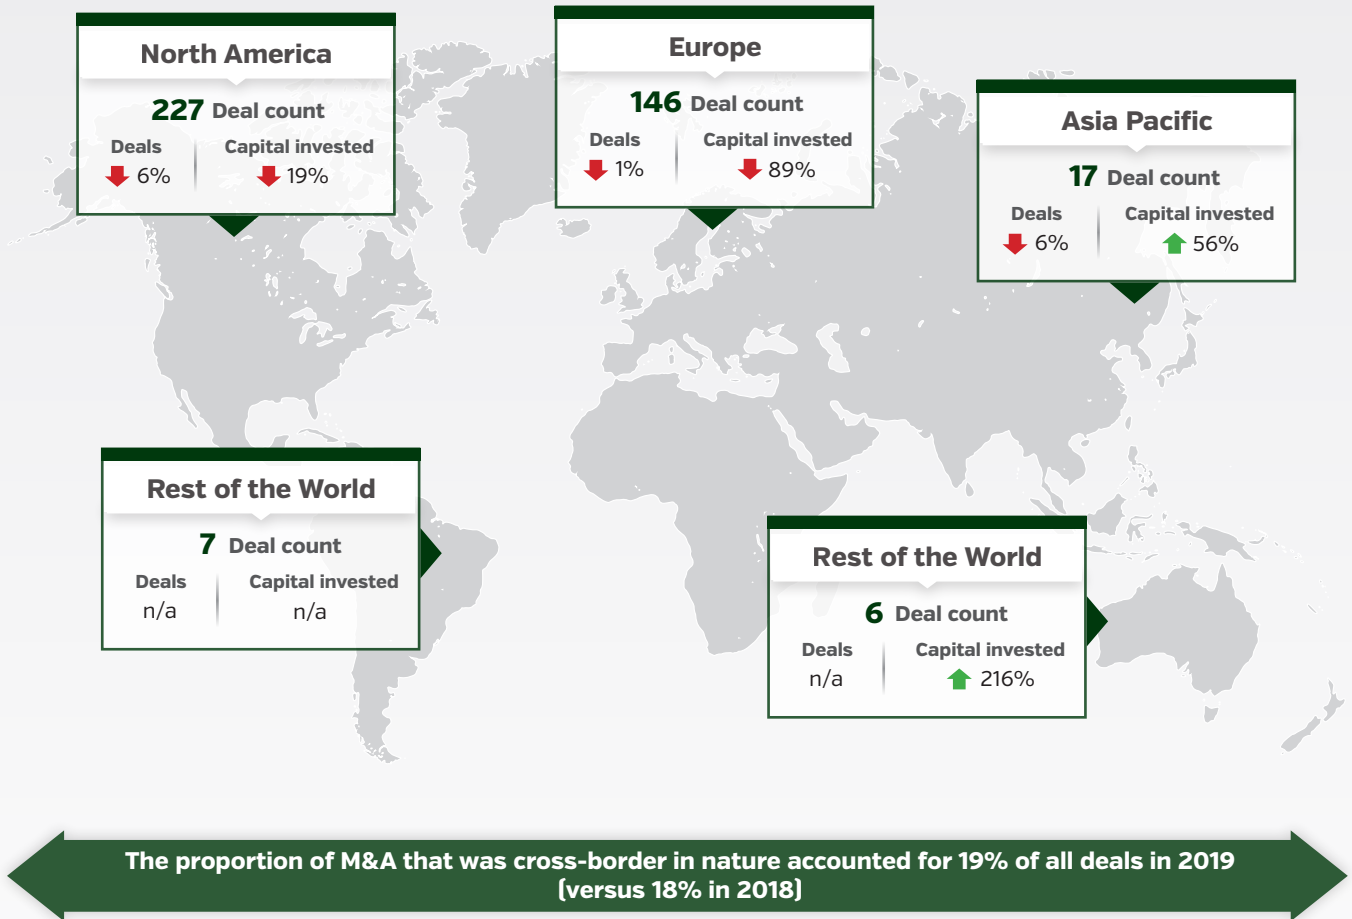 North America
227 Deal count
Deals Capital invested
6% 19%
Europe
146 Deal count
Deals Capital invested
1% 89%
Asia Pacific
17 Deal count
Deals Capital invested
6% 56%
Rest of the World
7 Deal count
Deals Capital invested
n/a n/a
Rest of the World
6 Deal count
Deals Capital invested
n/a 216%
The proportion of M&A that was cross-border in nature accounted for 19% of all deals in 2019
(versus 18% in 2018)